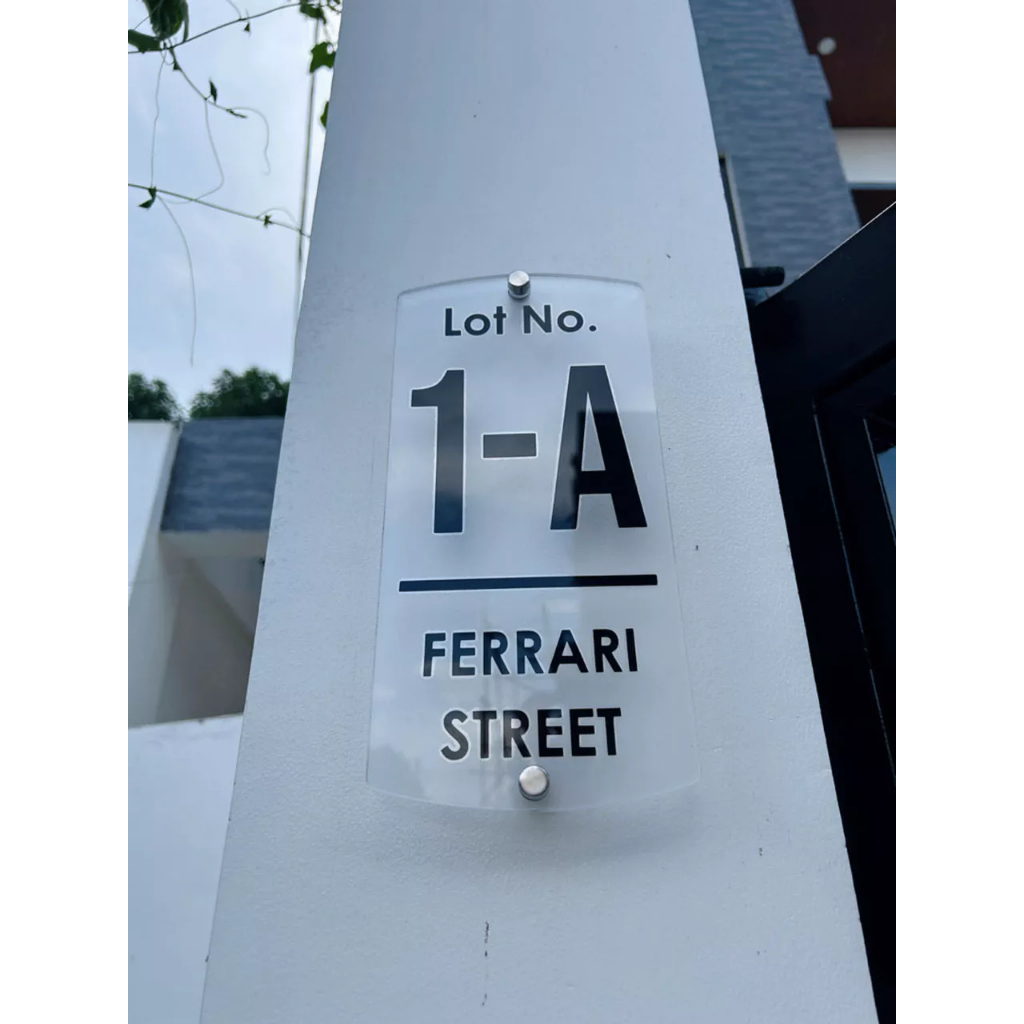 Lot No.
1-A
FERRARI
STREET